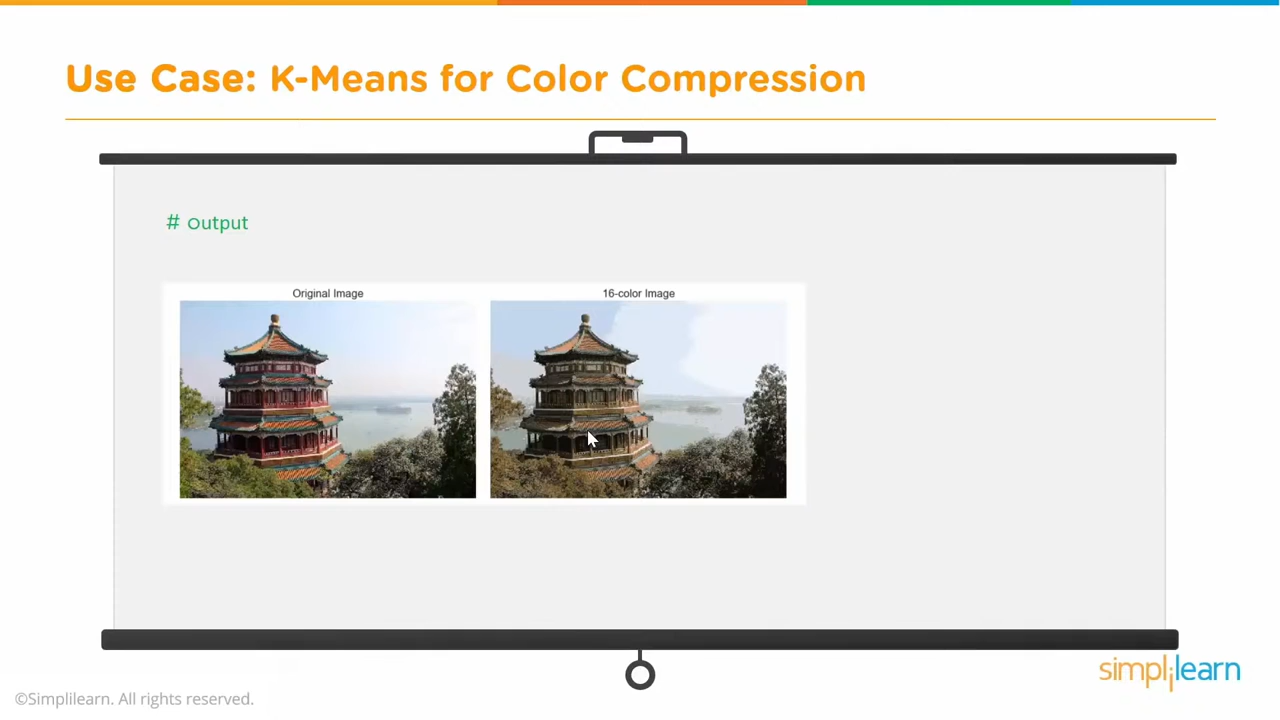 Use Case: K-Means for Color Compression
# Output
Original Image
16-color Image
simplilearn
©Simplilearn. All rights reserved.